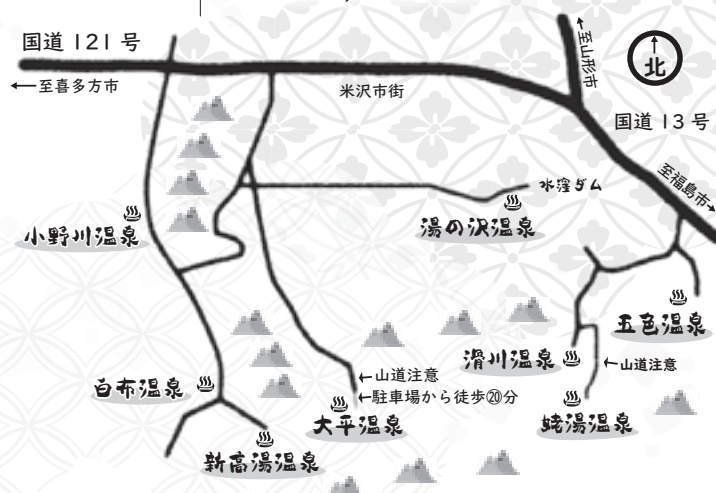 国道 121 号
←至喜多方市
米沢市街
←至山形市
北
国道 13 号
至福島市→
水窪ダム
小野川温泉
湯の沢温泉
五色温泉
滑川温泉
←山道注意
白布温泉
←山道注意
←駐車場から徒歩⑳分
大平温泉
姥湯温泉
新高湯温泉